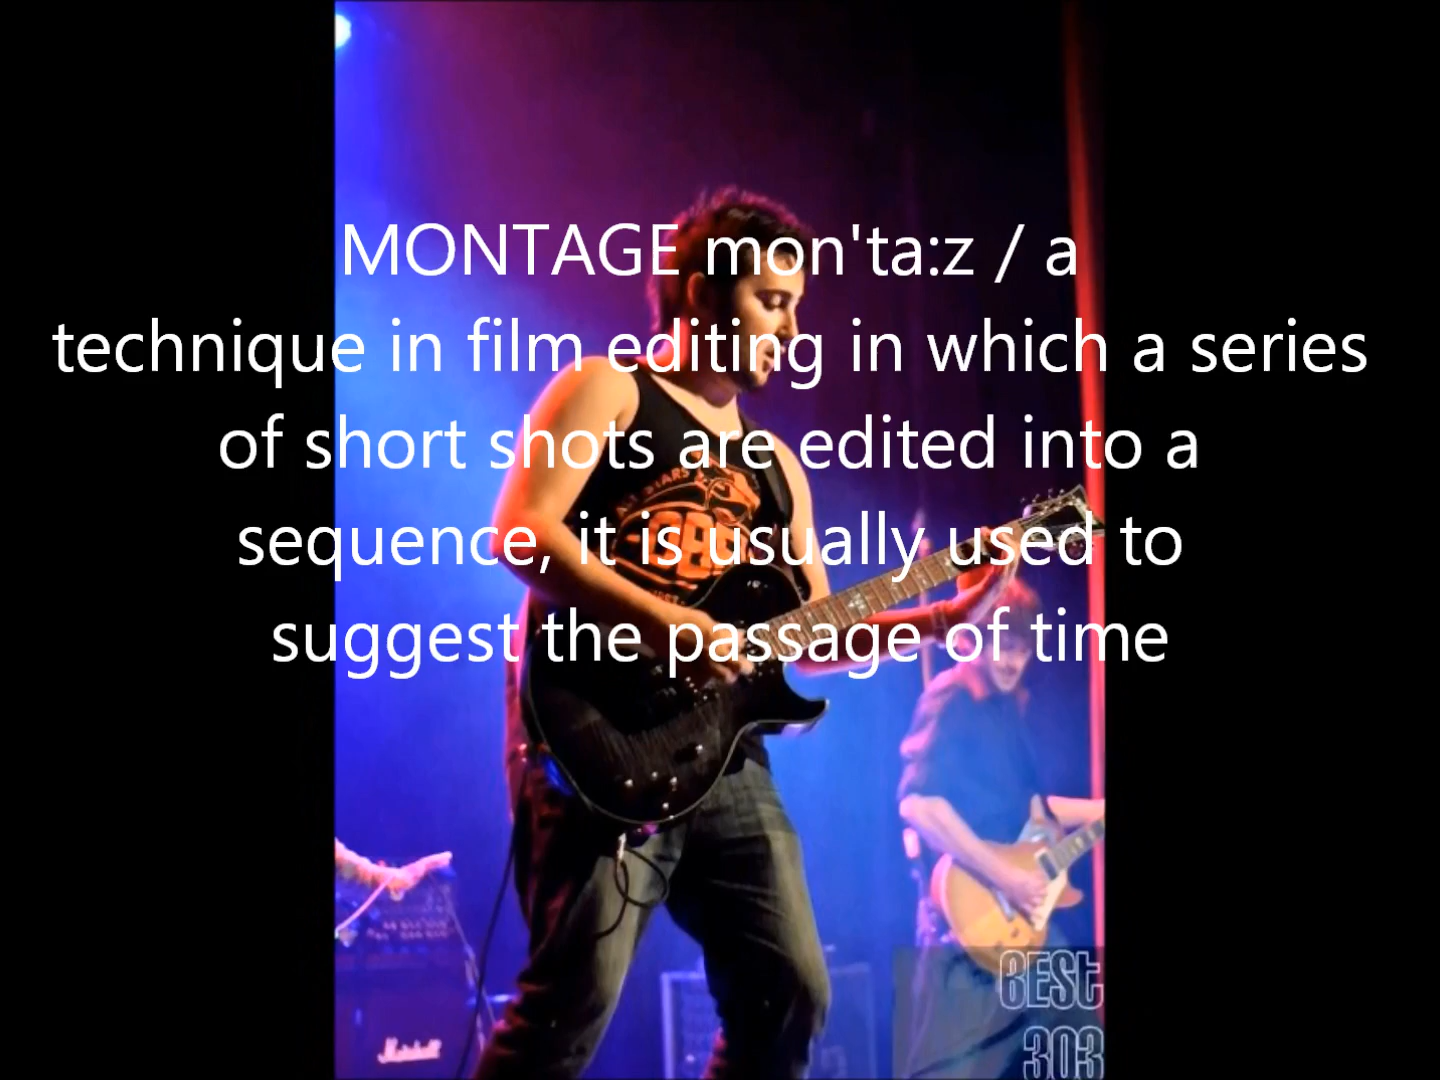 MONTAGE mon'ta:z / a
technique in film editing in which a series
of short shots are edited into a
sequence, it is usually used to
suggest the passage of time
Marshall
BESt
303